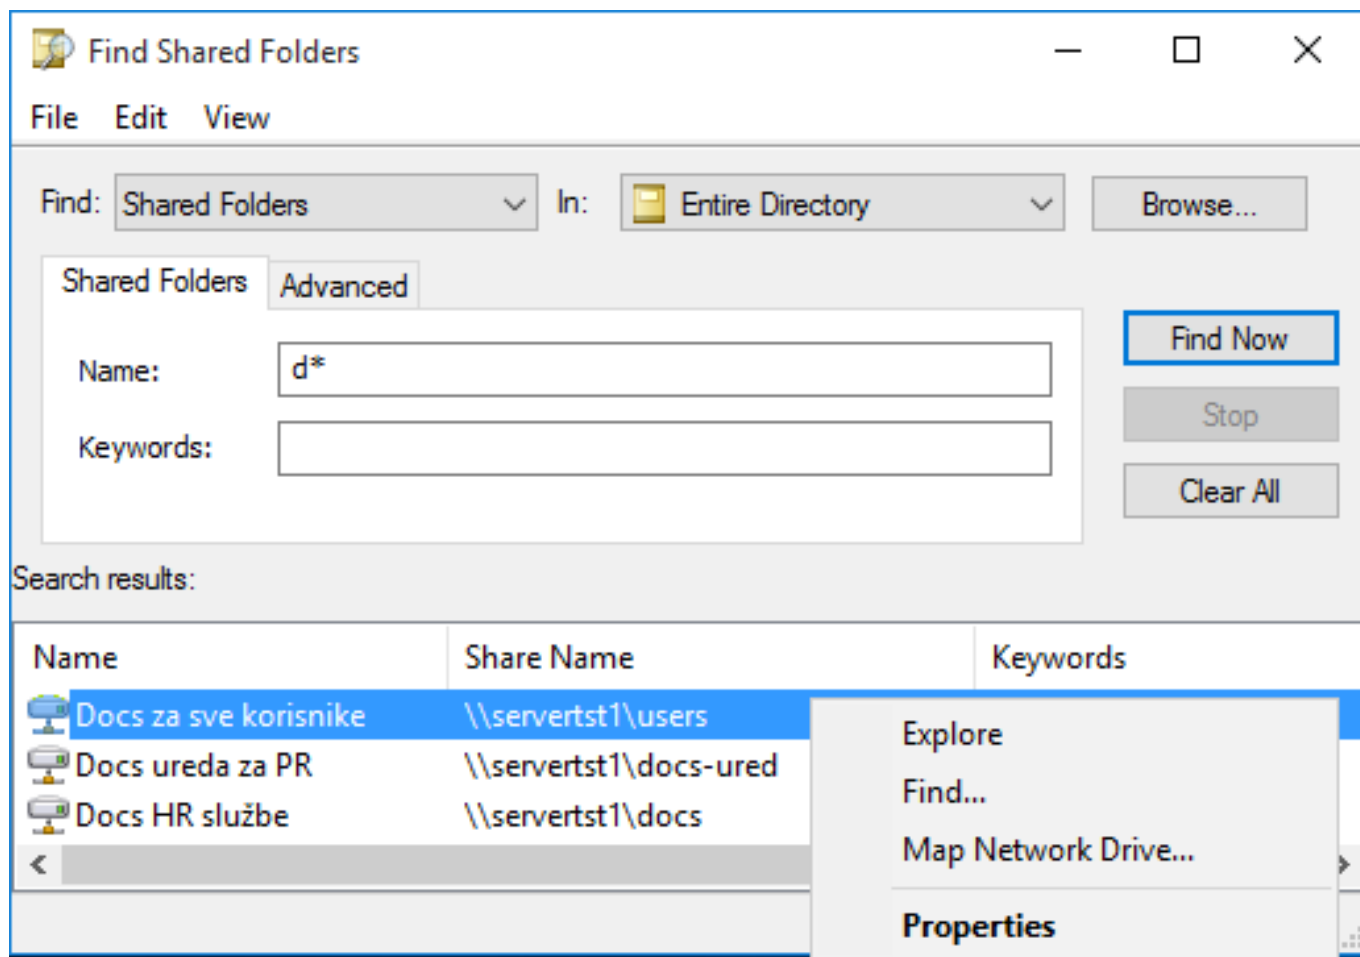 Find Shared Folders
File Edit View
Find: Shared Folders In: Entire Directory Browse...
Shared Folders Advanced
Name: d*
Find Now
Keywords:
Stop
Clear All
Search results:
Name Share Name Keywords
Docs za sve korisnike \\servertst1\users
Docs ureda za PR \\servertst1\docs-ured
Docs HR službe \\servertst1\docs
Explore
Find...
Map Network Drive...
Properties